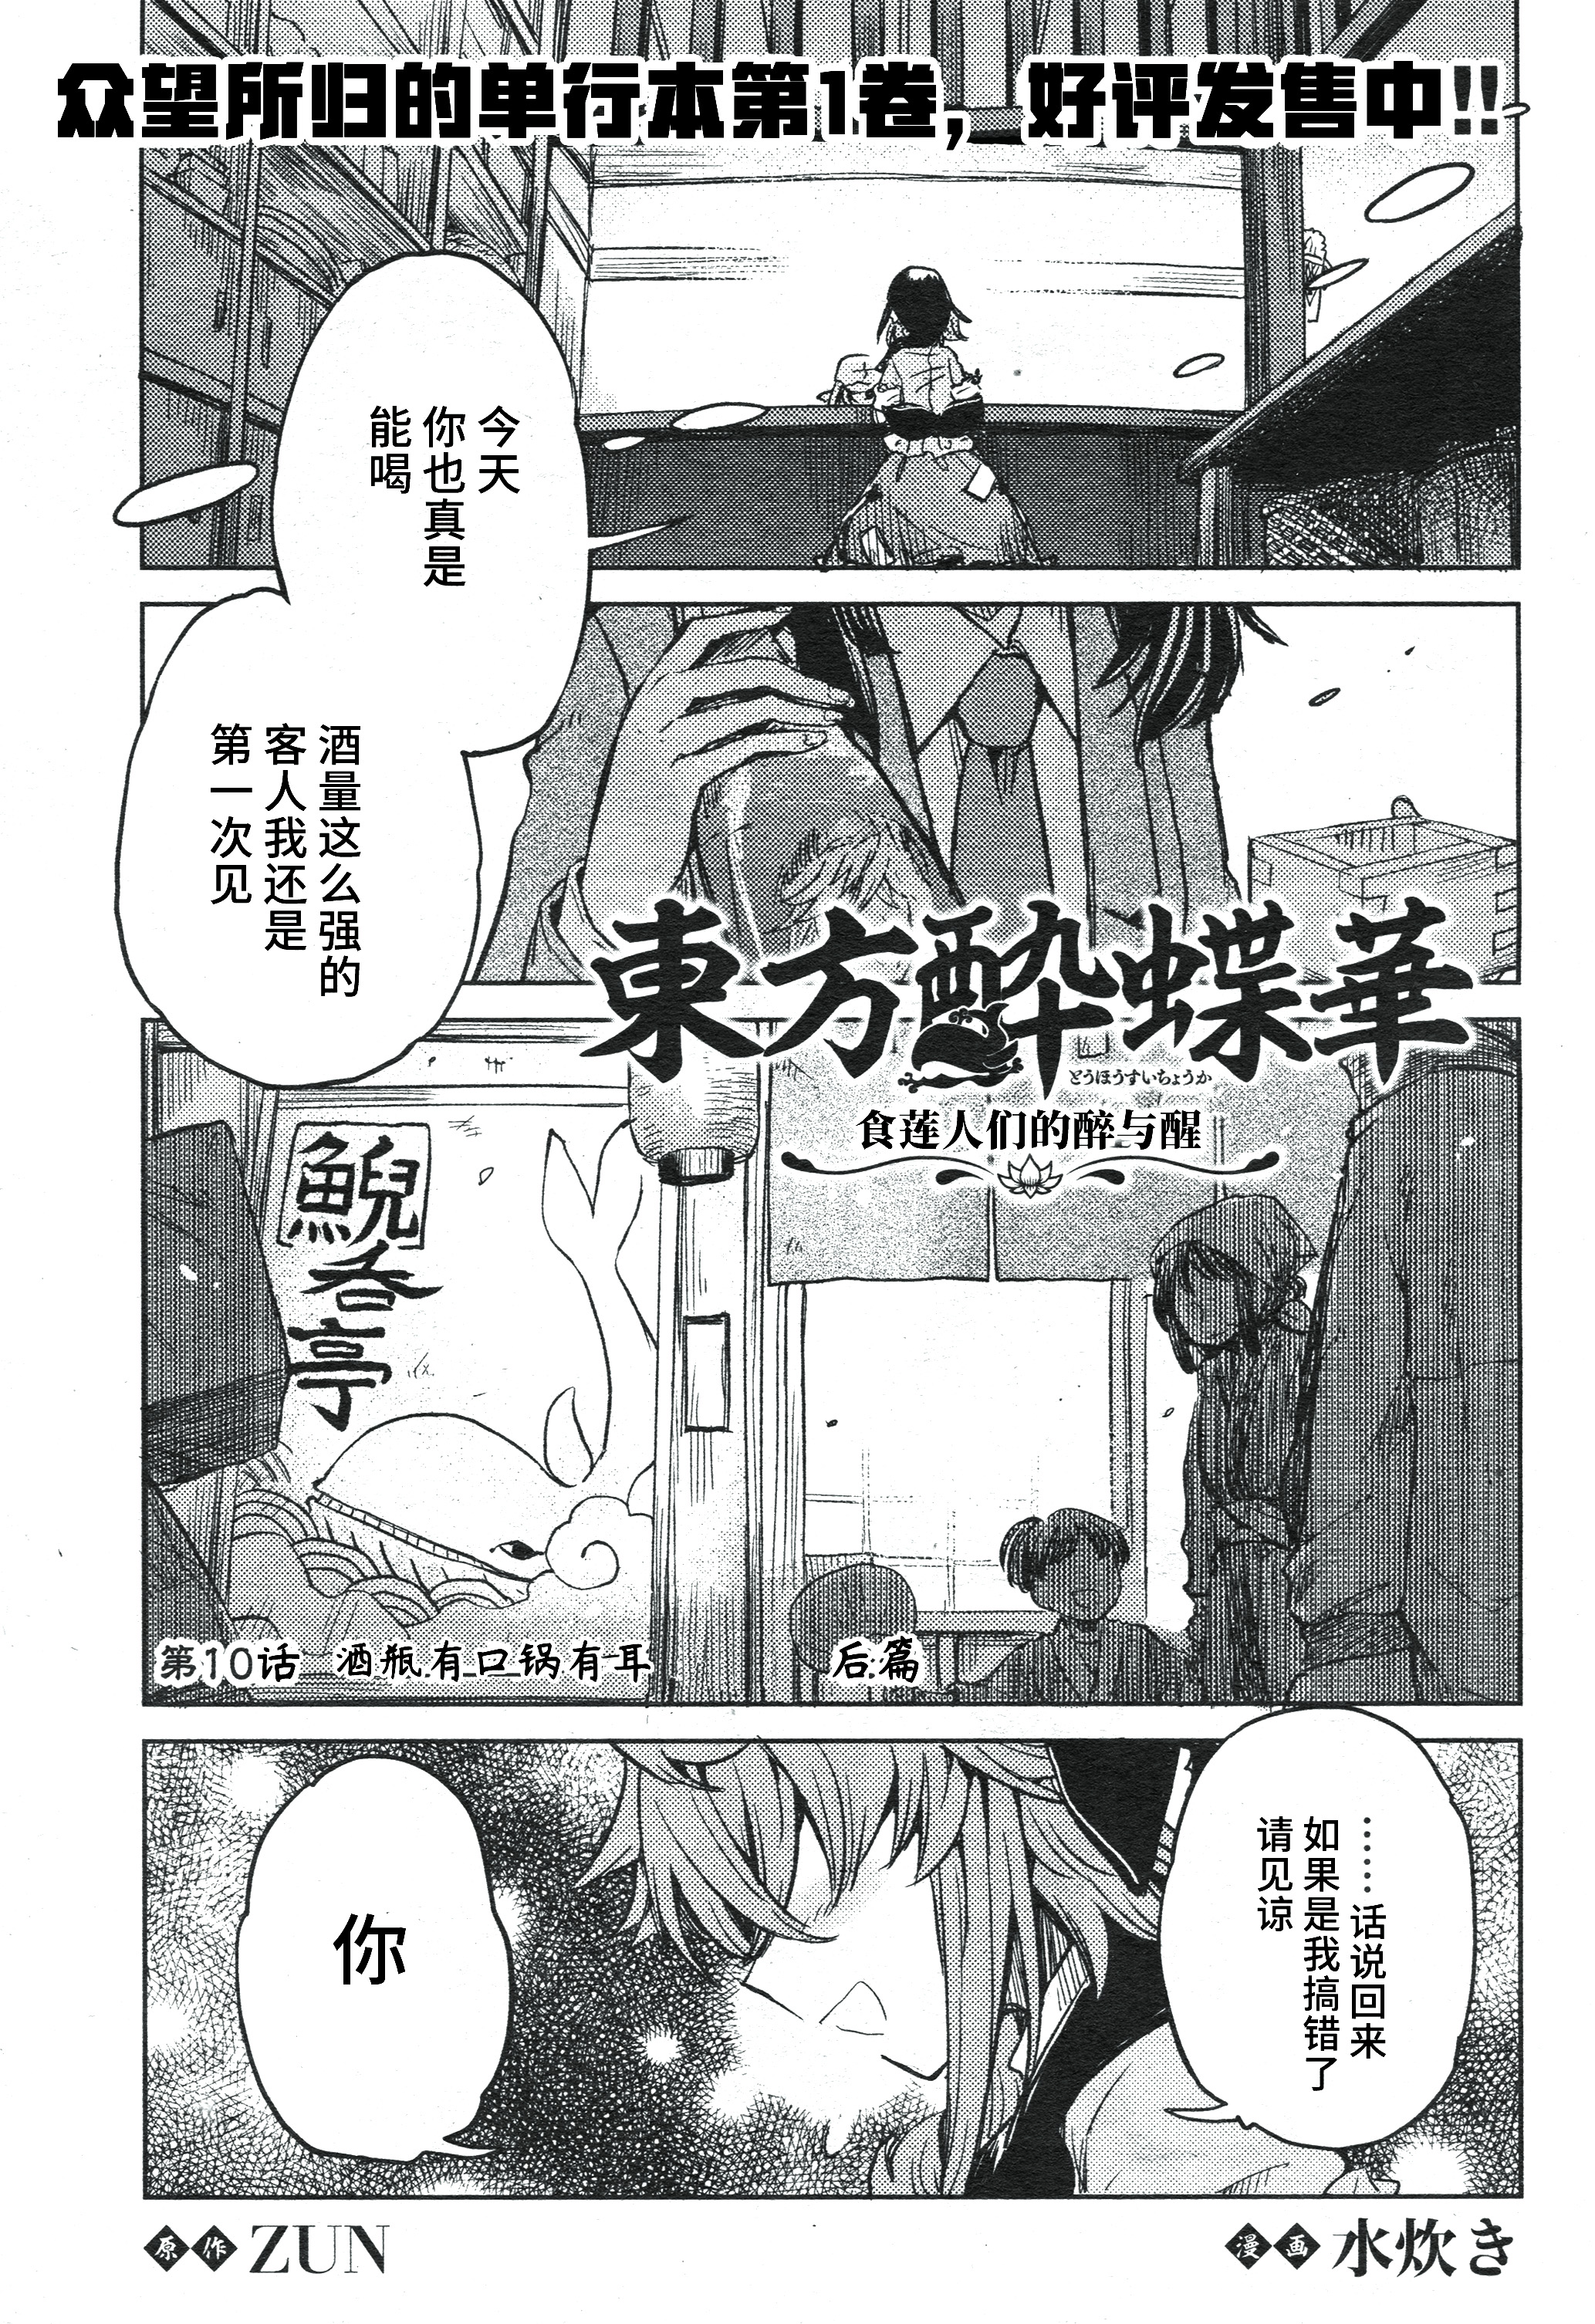 众望所归的单行本第1卷，好评发售中!!
今天
你也真是
能喝
酒量这么强的
客人我还是
第一次见
東方酔蝶華
とうほうすいちょうか
食莲人们的醉与醒
鯢呑亭
第10话 酒瓶有口锅有耳 后篇
……话说回来
如果是我搞错了
请见谅
你
原作 ZUN
漫画 水炊き